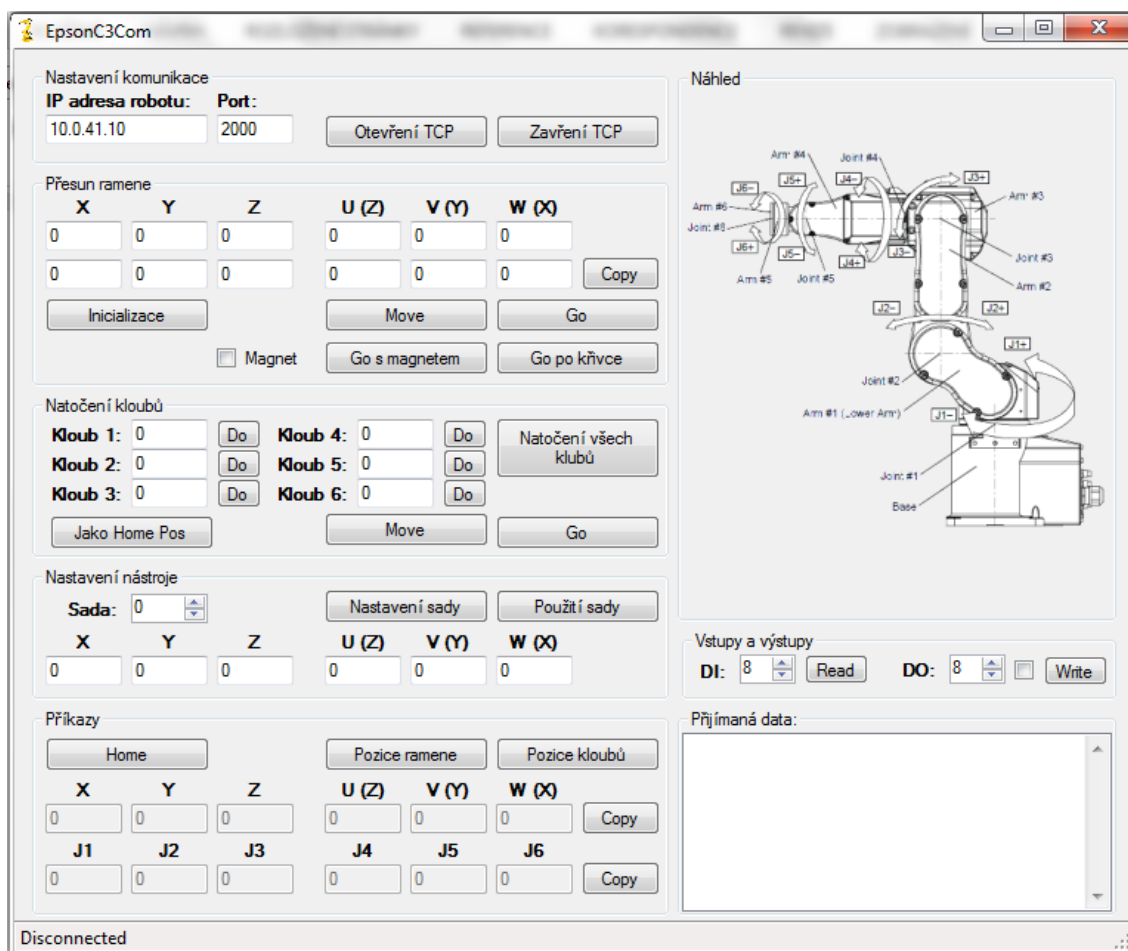 EpsonC3Com
Nastavení komunikace
IP adresa robotu: Port:
10.0.41.10 2000 Otevření TCP Zavření TCP
Přesun ramene
X Y Z U (Z) V (Y) W (X)
0 0 0 0 0 0
0 0 0 0 0 0 Copy
Inicializace Move Go
Magnet Go s magnetem Go po křivce
Natočení kloubů
Kloub 1: 0 Do Kloub 4: 0 Do Natočení všech
klubů
Kloub 2: 0 Do Kloub 5: 0 Do
Kloub 3: 0 Do Kloub 6: 0 Do
Jako Home Pos Move Go
Nastavení nástroje
Sada: 0 Nastavení sady Použití sady
X Y Z U (Z) V (Y) W (X)
0 0 0 0 0 0
Příkazy
Home Pozice ramene Pozice kloubů
X Y Z U (Z) V (Y) W (X)
0 0 0 0 0 0 Copy
J1 J2 J3 J4 J5 J6
0 0 0 0 0 0 Copy
Náhled
Arm #4 Joint #4
J6- J5+ J4- J3+
Arm #6 Arm #3
Joint #6
J6+ J5- J4+ J3- Joint #3
Arm #5 Joint #5 Arm #2
J2- J2+
J1+
Joint #2
Arm #1 (Lower Arm) J1-
Joint #1
Base
Vstupy a výstupy
DI: 8 Read DO: 8 Write
Přijímaná data:
Disconnected